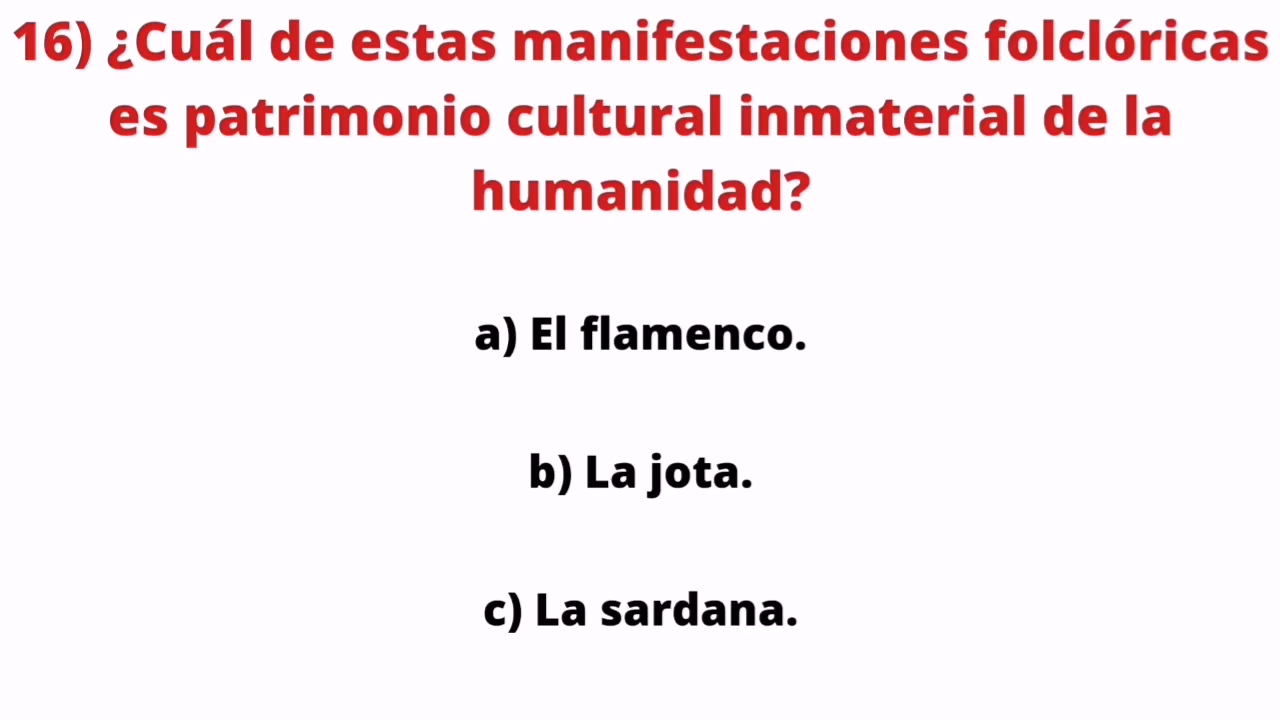 16) ¿Cuál de estas manifestaciones folclóricas
es patrimonio cultural inmaterial de la
humanidad?
a) El flamenco.
b) La jota.
c) La sardana.